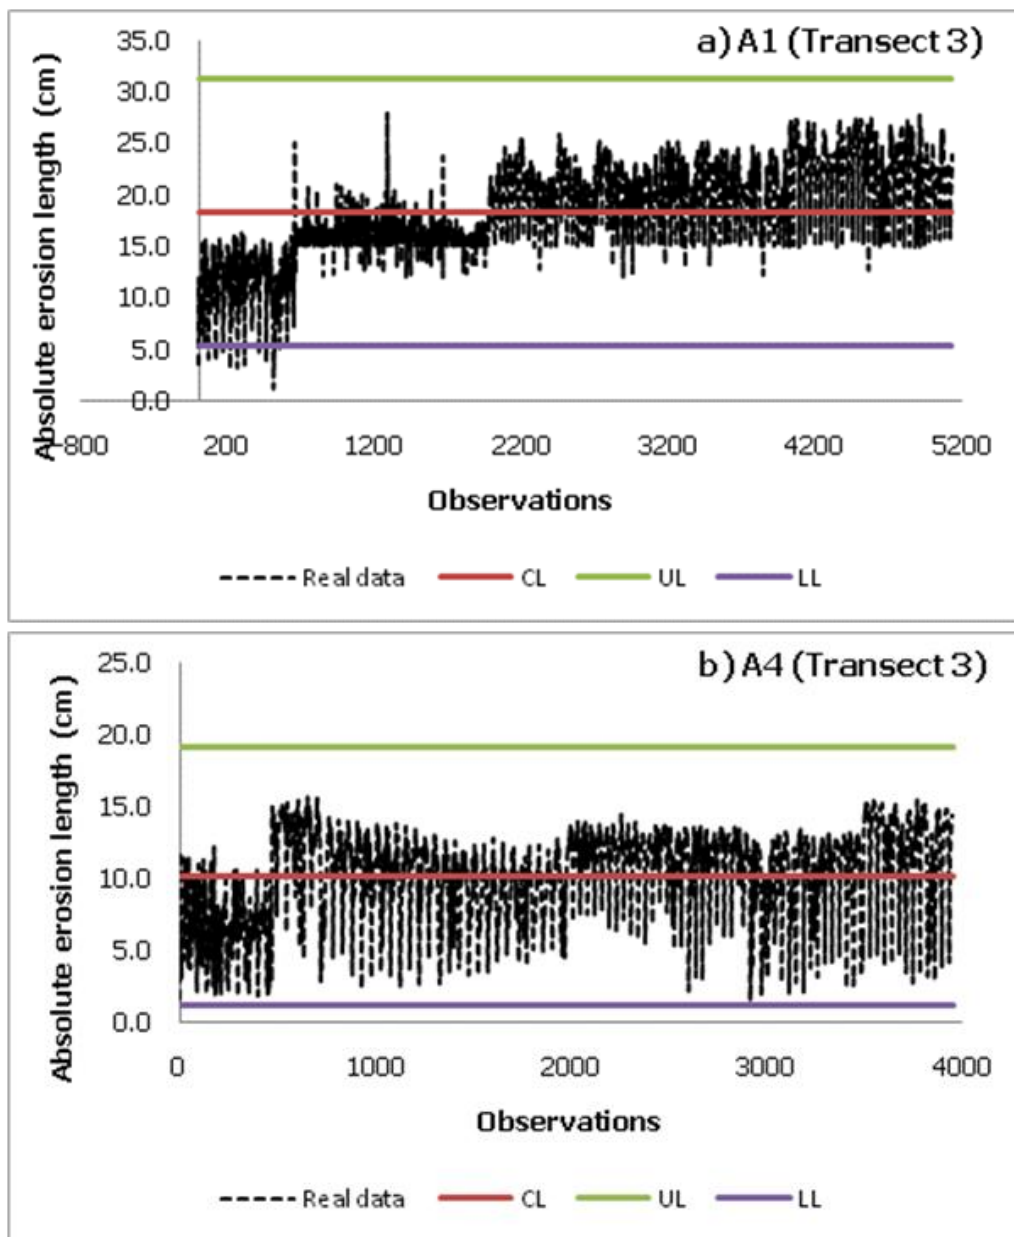 a) A1 (Transect 3)
Absolute erosion length (cm)
35.0
30.0
25.0
20.0
15.0
10.0
5.0
0.0
-800 200 1200 2200 3200 4200 5200
Observations
Real data CL UL LL
b) A4 (Transect 3)
Absolute erosion length (cm)
25.0
20.0
15.0
10.0
5.0
0.0
0 1000 2000 3000 4000
Observations
Real data CL UL LL